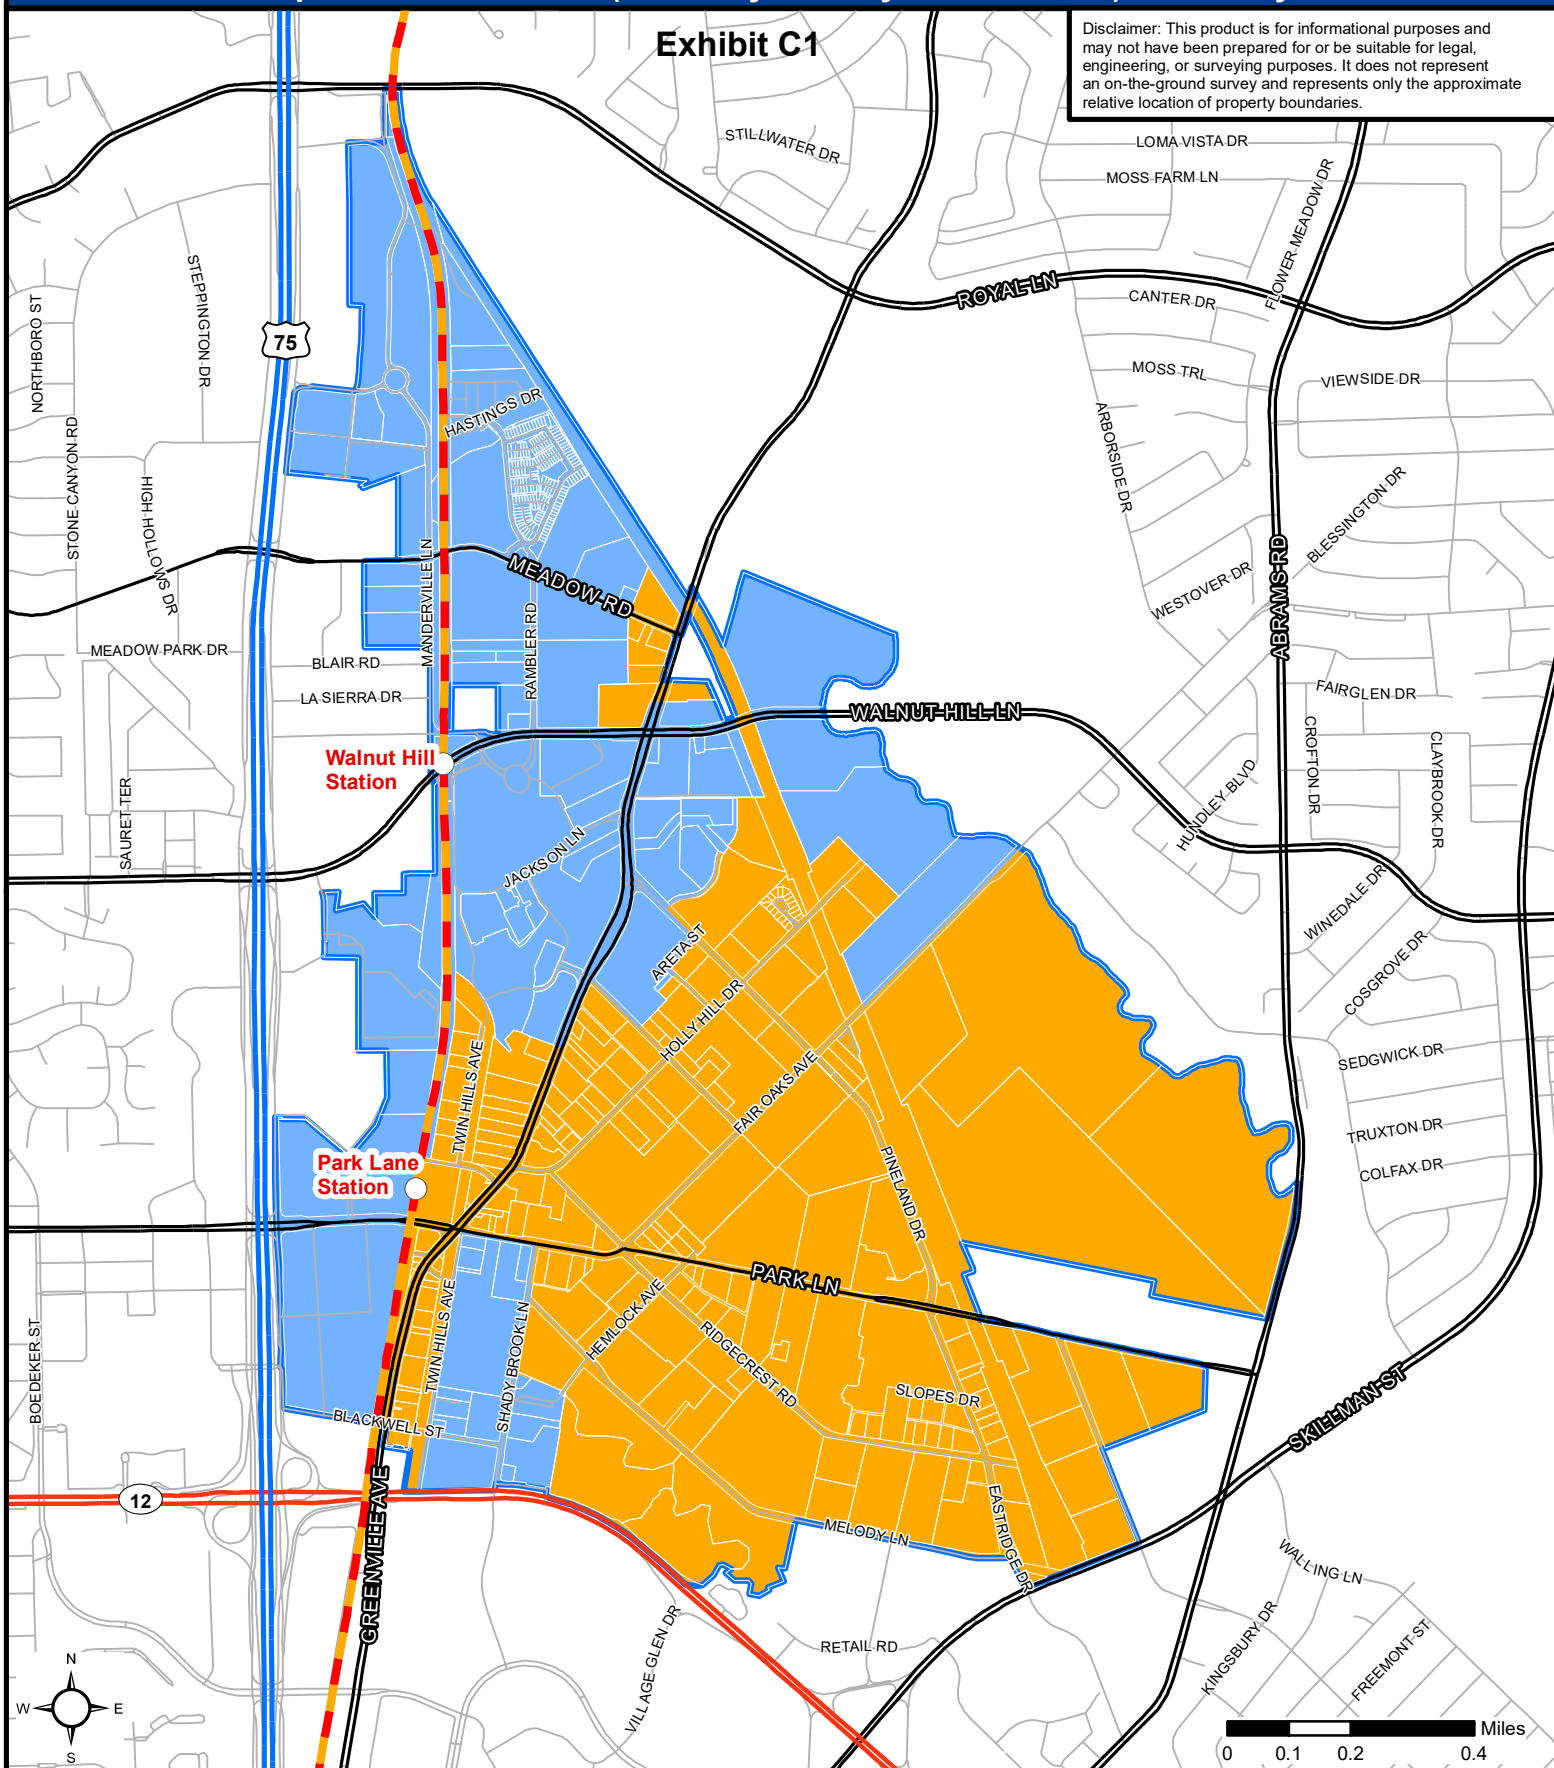 Exhibit C1
Disclaimer: This product is for informational purposes and
may not have been prepared for or be suitable for legal,
engineering, or surveying purposes. It does not represent
an on-the-ground survey and represents only the approximate
relative location of property boundaries.
STILLWATER DR
LOMA VISTA DR
MOSS FARM LN
FLOWER MEADOW DR
STEPPINGTON DR
NORTHBORO ST
ROYAL LN
CANTER DR
75
MOSS TRL
VIEWSIDE DR
HASTINGS DR
ARBORSIDE DR
STONE CANYON RD
HIGH HOLLOWS DR
BLESSINGTON DR
MANDERVILLE LN
MEADOW RD
WESTOVER DR
ABRAMS RD
RAMBLER RD
MEADOW PARK DR
BLAIR RD
LA SIERRA DR
FAIRGLEN DR
WALNUT HILL LN
CROFTON DR
CLAYBROOK DR
Walnut Hill
Station
HUNDLEY BLVD
SAURET TER
JACKSON LN
WINEDALE DR
ARETA ST
COSGROVE DR
HOLLY HILL DR
SEDGWICK DR
TWIN HILLS AVE
FAIR OAKS AVE
TRUXTON DR
COLFAX DR
Park Lane
Station
PINELAND DR
PARK LN
HEMLOCK AVE
TWIN HILLS AVE
SHADY BROOK LN
RIDGECREST RD
BOEDEKER ST
SLOPES DR
BLACKWELL ST
SKILLMAN ST
12
GREENVILLE AVE
MELODY LN
EASTRIDGE DR
WALLING LN
VILLAGE GLEN DR
RETAIL RD
KINGSBURY DR
FREEMONT ST
N
W
E
S
Miles
0
0.1
0.2
0.4